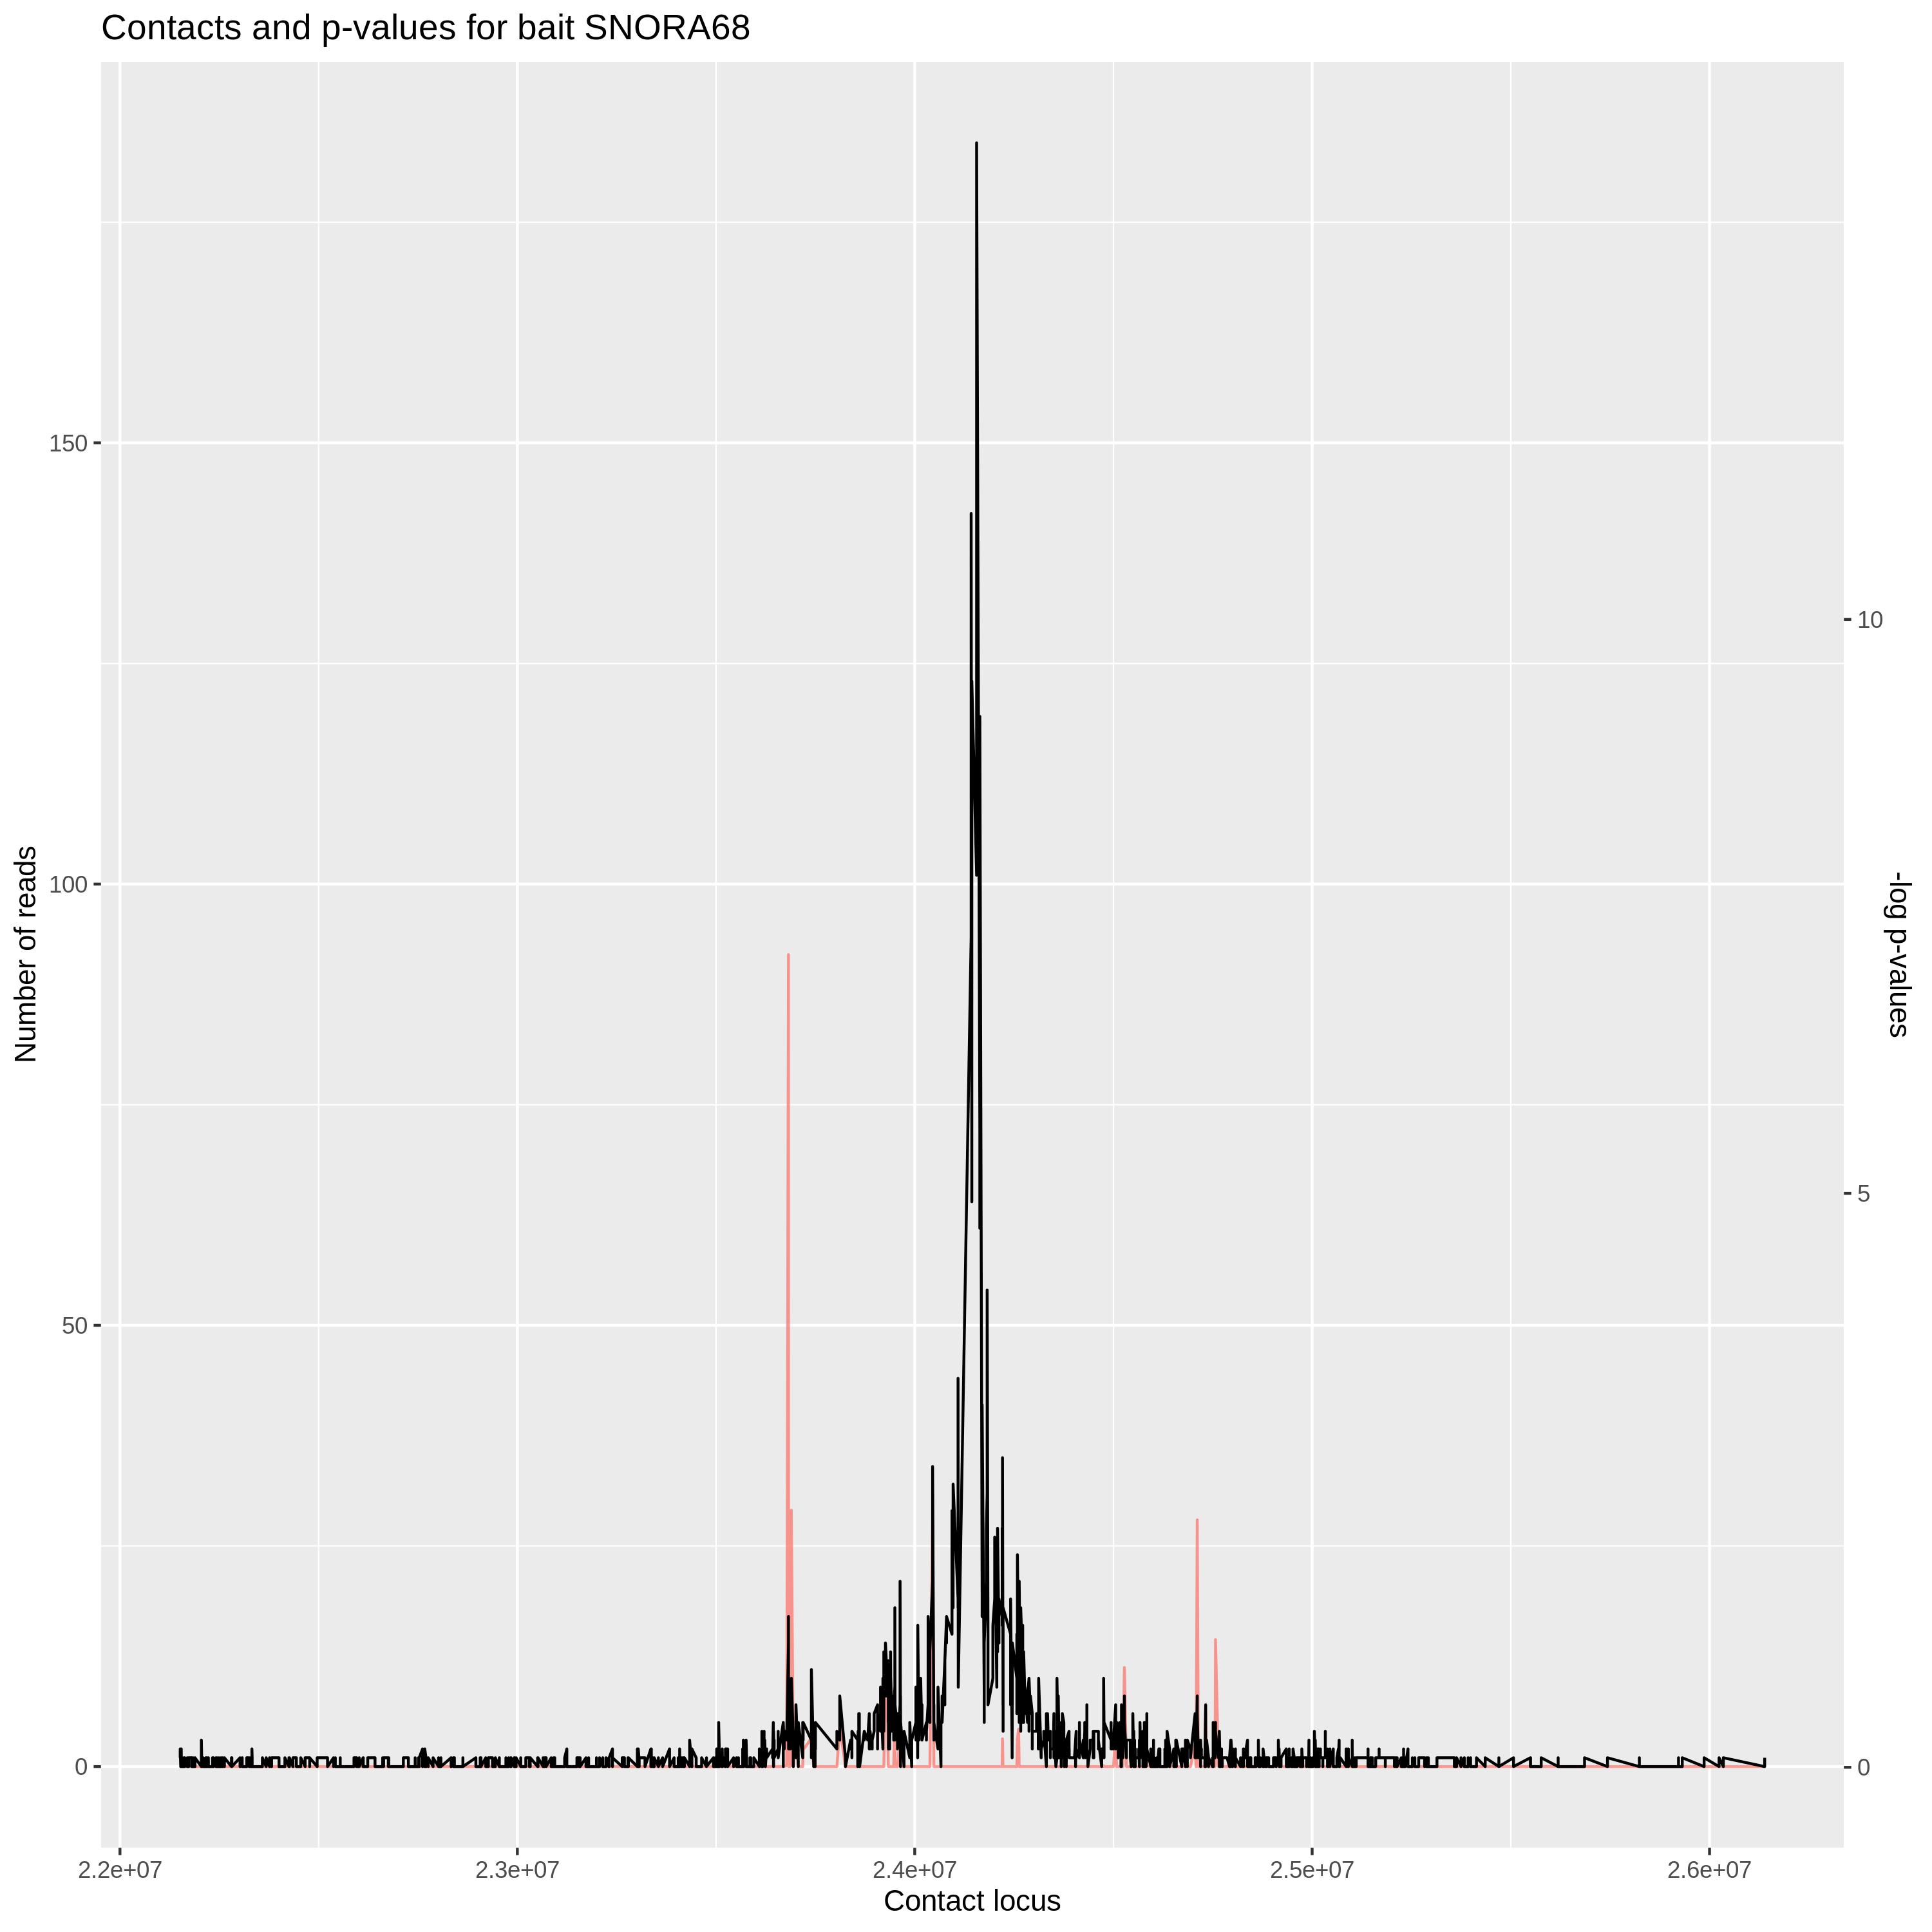 Contacts and p-values for bait SNORA68
Number of reads
150
100
50
0
10
5
0
-log p-values
2.2e+07 2.3e+07 2.4e+07 2.5e+07 2.6e+07
Contact locus